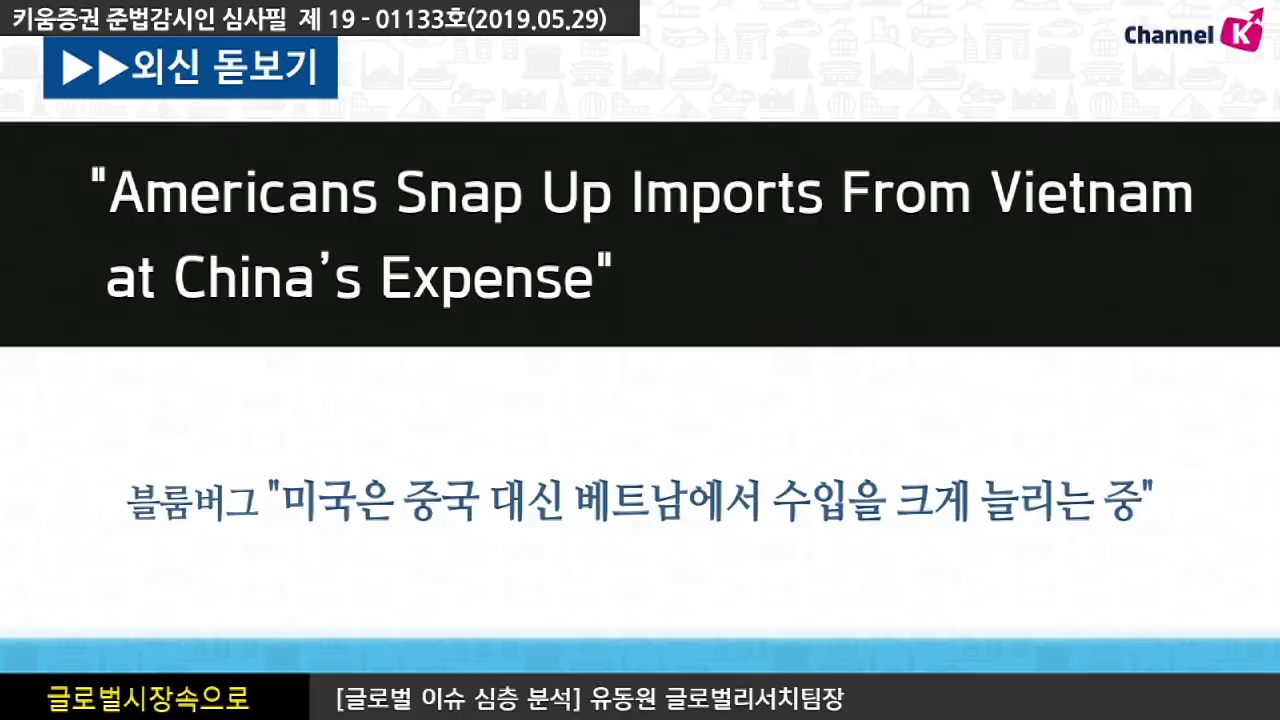 키움증권 준법감시인 심사필 제 19 - 01133호(2019.05.29)
Channel K
▶▶외신 돋보기
"Americans Snap Up Imports From Vietnam
at China's Expense"
블룸버그 "미국은 중국 대신 베트남에서 수입을 크게 늘리는 중"
글로벌시장속으로
[글로벌 이슈 심층 분석] 유동원 글로벌리서치팀장